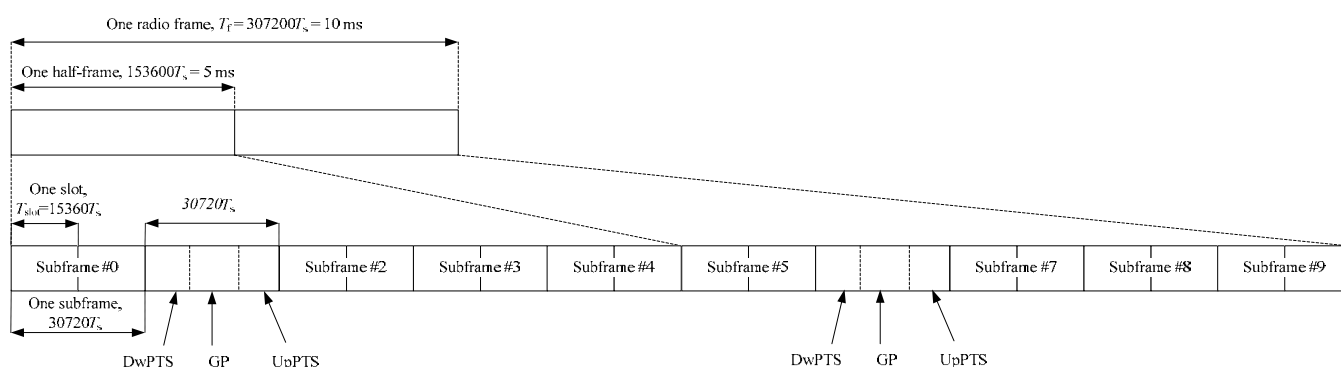 One radio frame, Tf = 307200Ts = 10 ms
One half-frame, 153600Ts = 5 ms
One slot,
Tslot=15360Ts
30720Ts
Subframe #0
Subframe #2
Subframe #3
Subframe #4
Subframe #5
Subframe #7
Subframe #8
Subframe #9
One subframe,
30720Ts
DwPTS
GP
UpPTS
DwPTS
GP
UpPTS